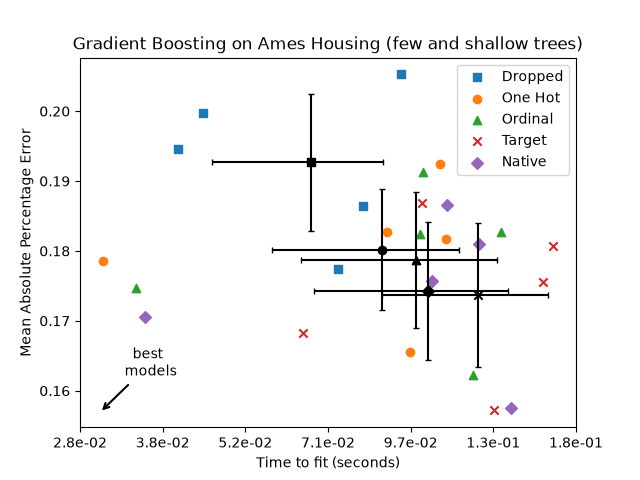 Gradient Boosting on Ames Housing (few and shallow trees)
Dropped
One Hot
Ordinal
Target
Native
Mean Absolute Percentage Error
0.20
0.19
0.18
0.17
0.16
best
models
2.8e-02 3.8e-02 5.2e-02 7.1e-02 9.7e-02 1.3e-01 1.8e-01
Time to fit (seconds)